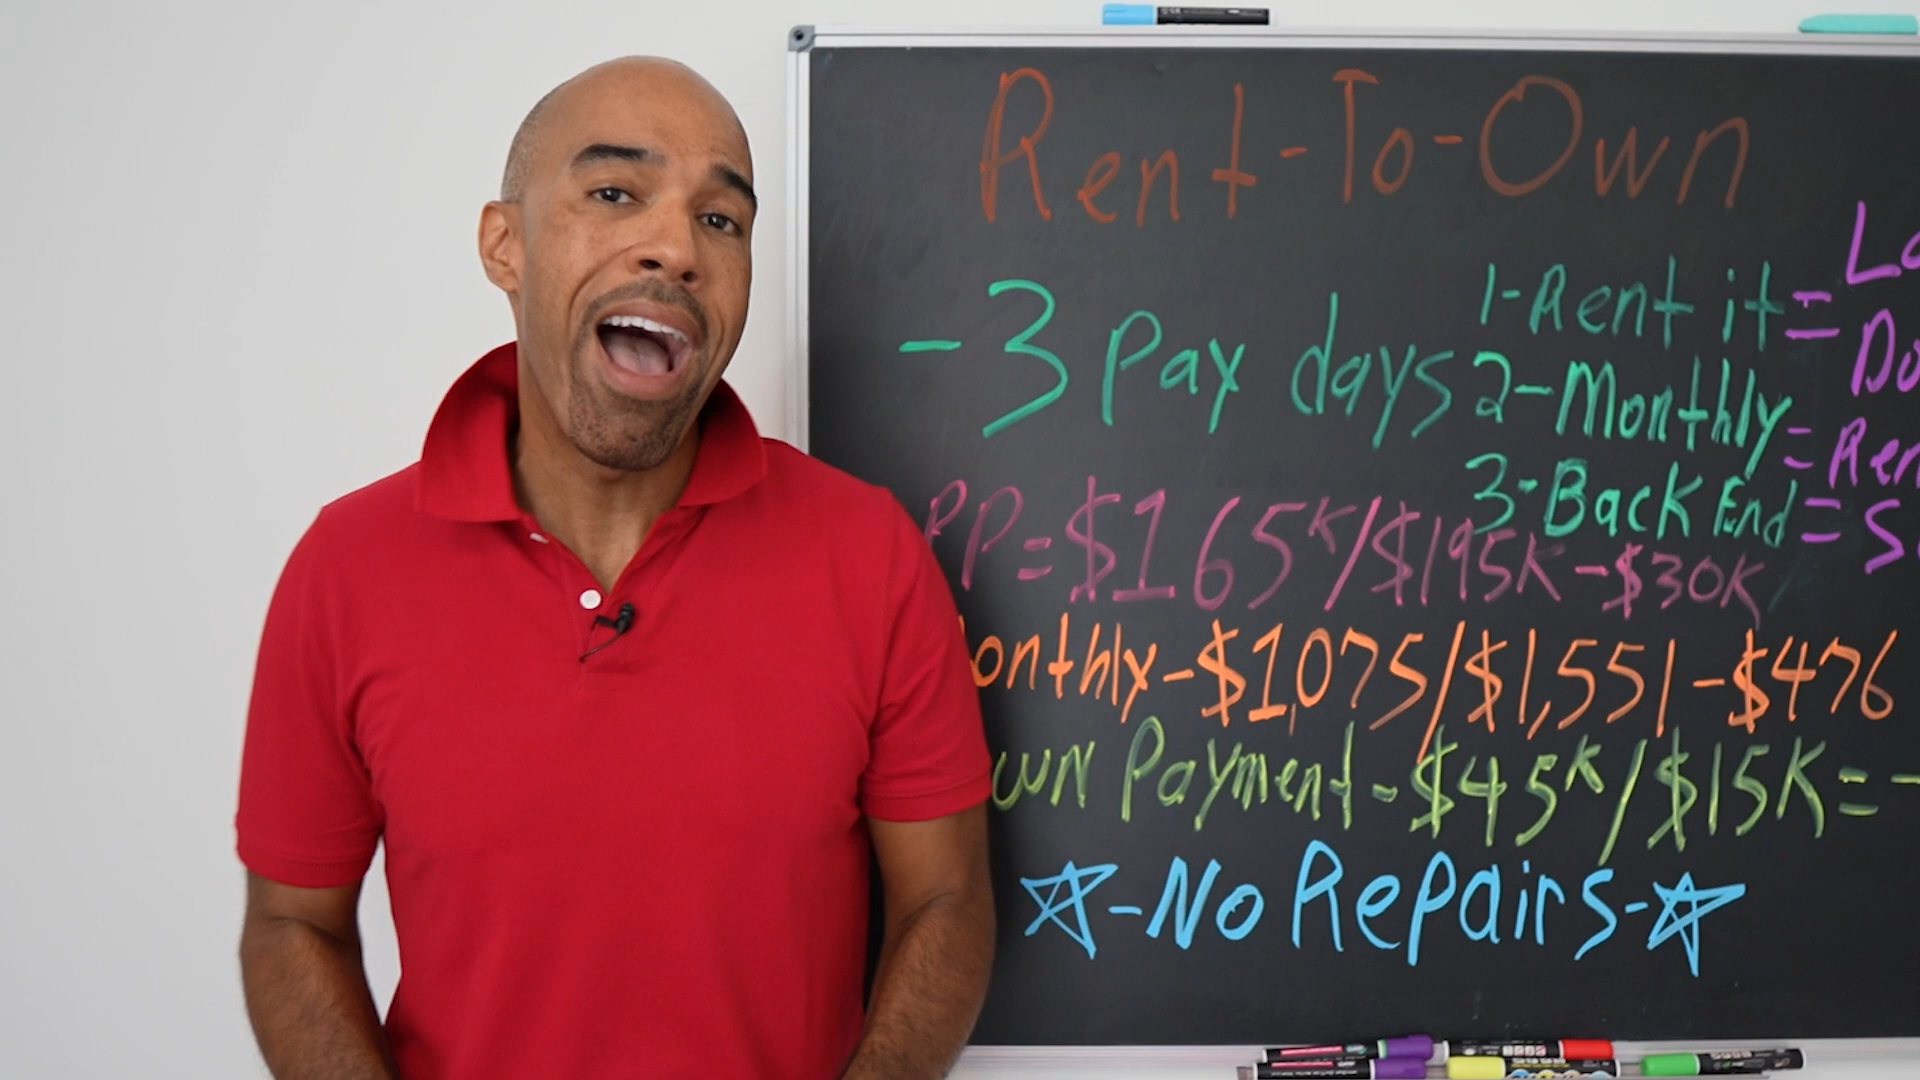 Rent-To-Own
- 3 Pay days
1-Rent it = 
2-Monthly =
3-Back End =
PP = $165K/$195K - $30K
onthly - $1,075/$1,551 - $476
own Payment - $45K/$15K = -
- No Repairs -